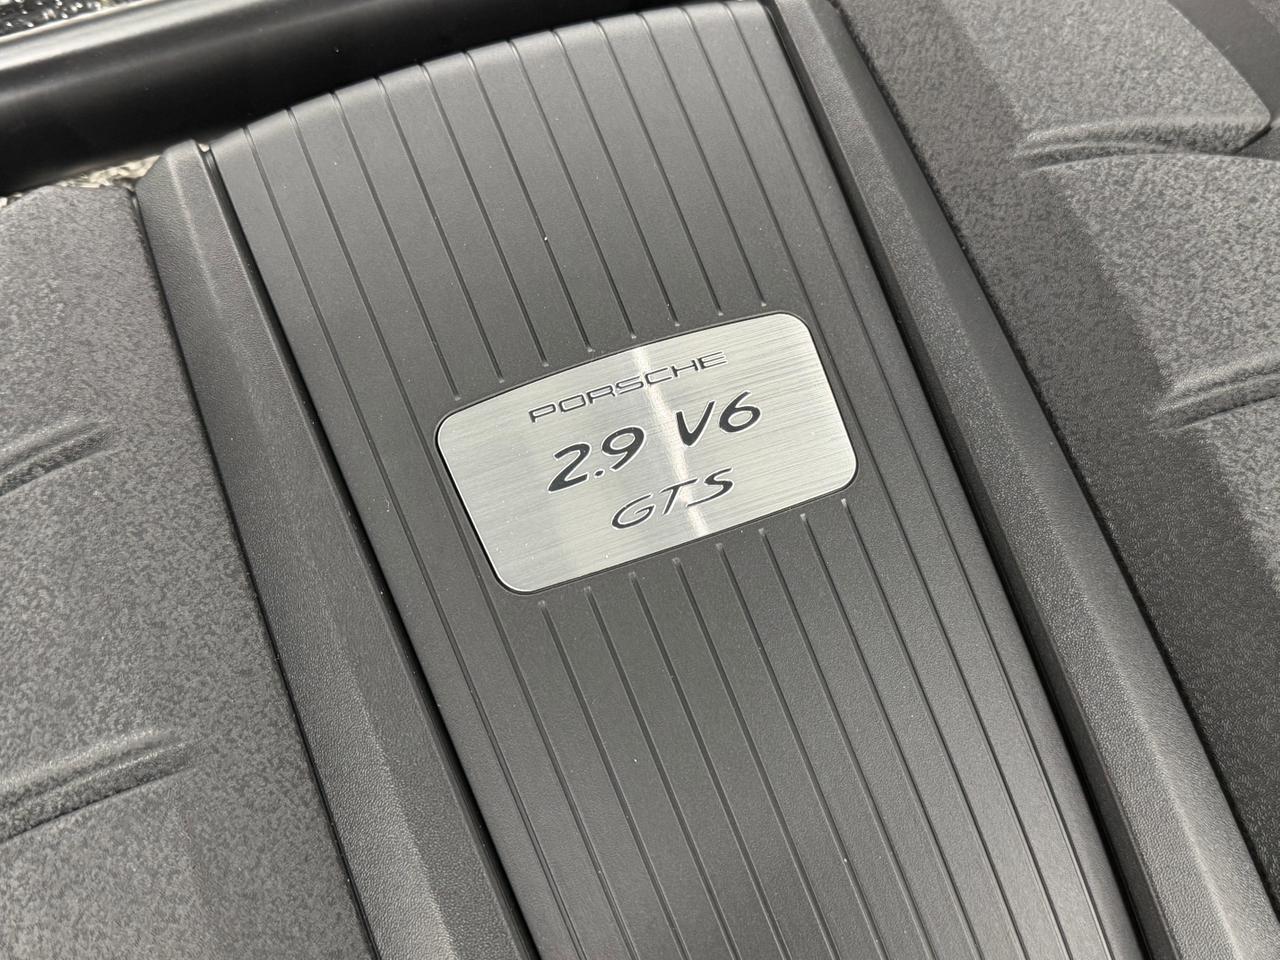 PORSCHE
2.9 V6
GTS